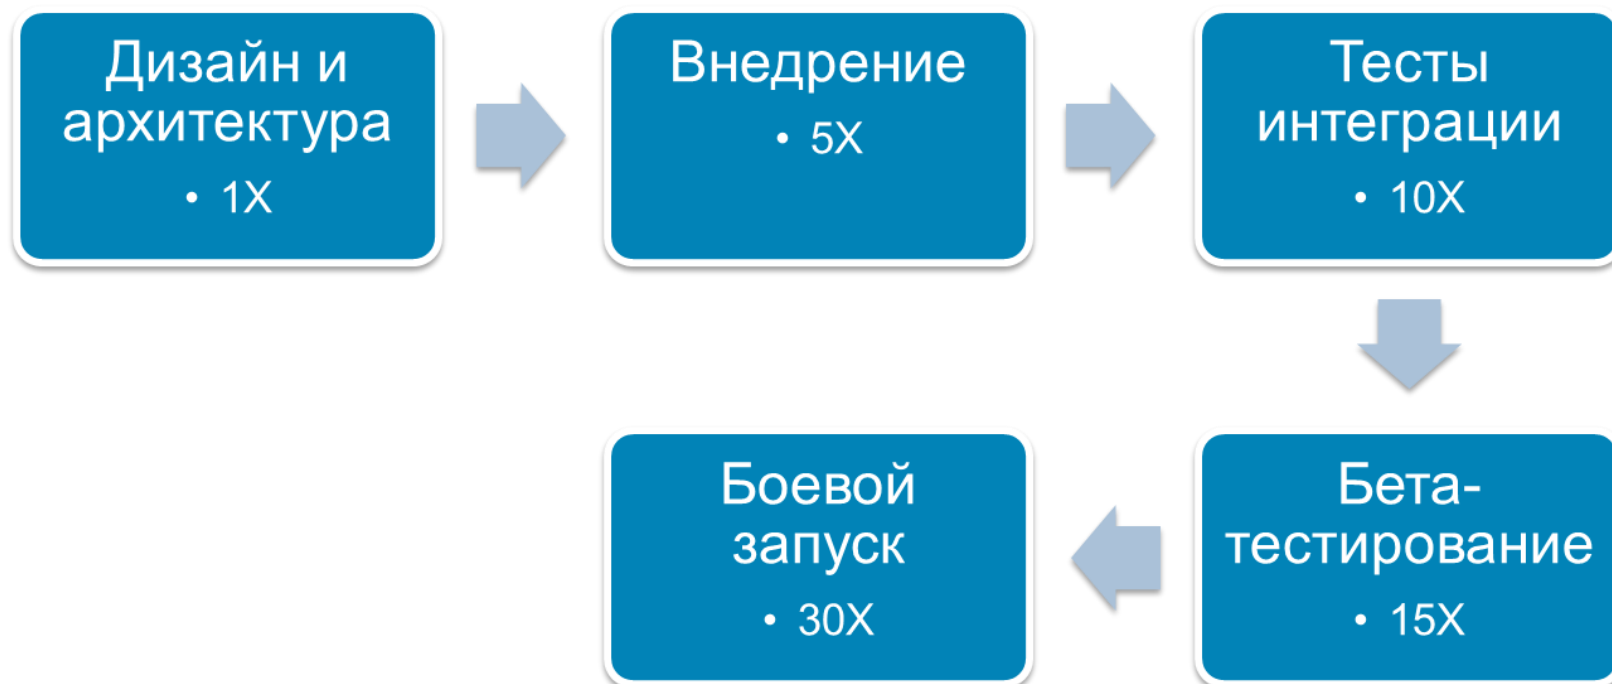 Дизайн и
архитектура
• 1X
Внедрение
• 5X
Тесты
интеграции
• 10X
Бета-
тестирование
• 15X
Боевой
запуск
• 30X